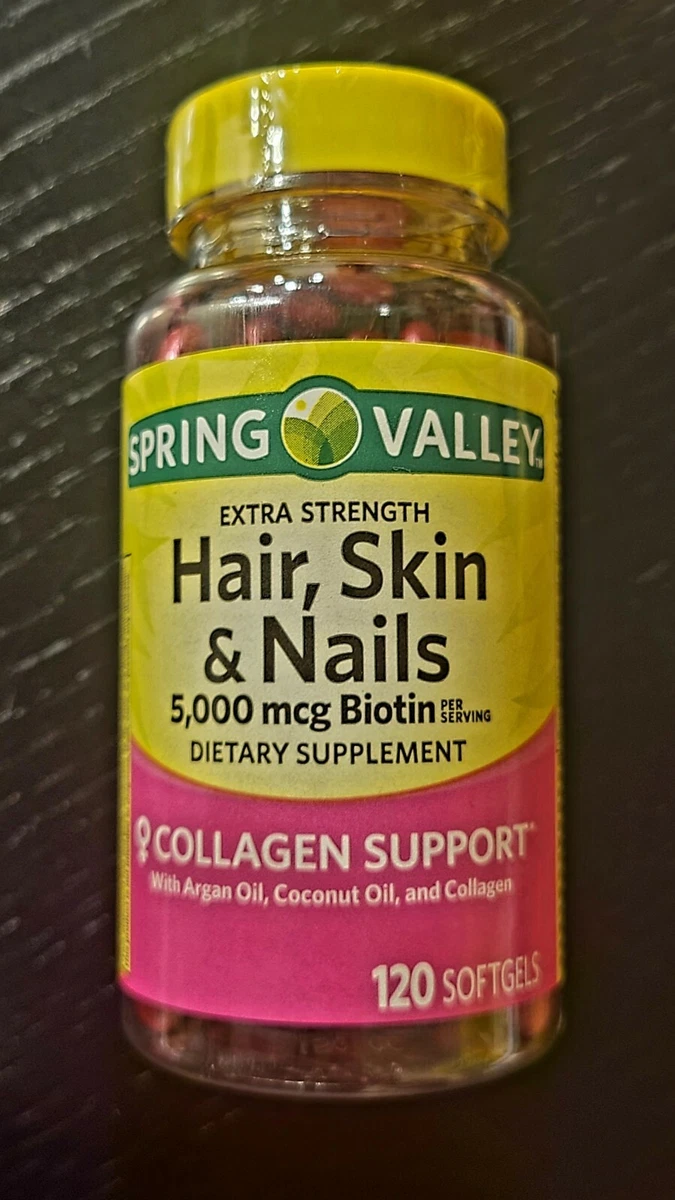 SPRING VALLEY™
EXTRA STRENGTH
Hair, Skin
& Nails
5,000 mcg Biotin PER
SERVING
DIETARY SUPPLEMENT
COLLAGEN SUPPORT*
With Argan Oil, Coconut Oil, and Collagen
120 SOFTGELS